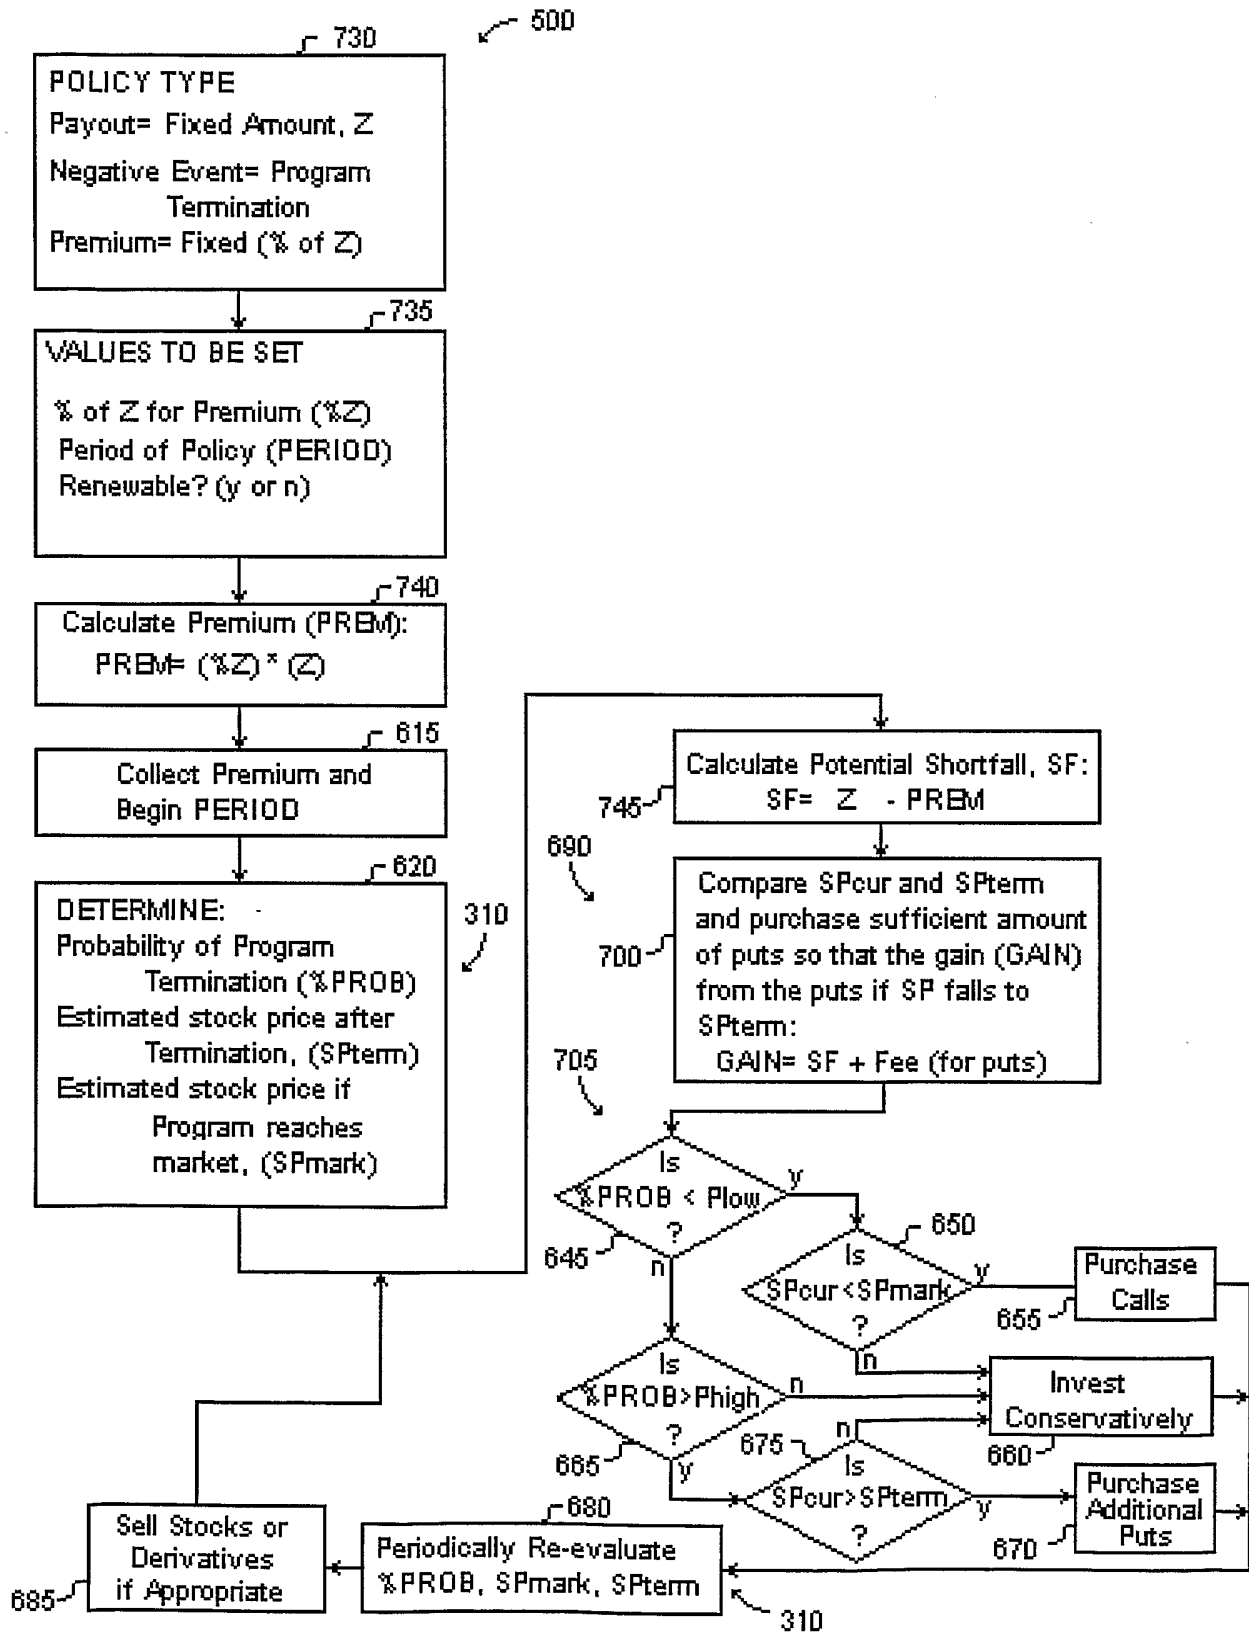 500
730
POLICY TYPE
Payout= Fixed Amount, Z
Negative Event= Program
Termination
Premium= Fixed (% of Z)
735
VALUES TO BE SET
% of Z for Premium (%Z)
Period of Policy (PERIOD)
Renewable? (y or n)
740
Calculate Premium (PREM):
PREM= (%Z) * (Z)
615
Collect Premium and
Begin PERIOD
620
DETERMINE:
Probability of Program
Termination (%PROB)
Estimated stock price after
Termination, (SPterm)
Estimated stock price if
Program reaches
market, (SPmark)
310
Calculate Potential Shortfall, SF:
SF= Z - PREM
745
690
Compare SPcur and SPterm
and purchase sufficient amount
of puts so that the gain (GAIN)
from the puts if SP falls to
SPterm:
GAIN= SF + Fee (for puts)
700
705
Is
%PROB < Plow
?
y
n
645
650
Is
SPcur<SPmark
?
y
n
Purchase
Calls
655
Is
%PROB>Phigh
?
n
y
665
Invest
Conservatively
660
675
n
Is
SPcur>SPterm
?
y
Purchase
Additional
Puts
670
680
Periodically Re-evaluate
%PROB, SPmark, SPterm
310
Sell Stocks or
Derivatives
if Appropriate
685